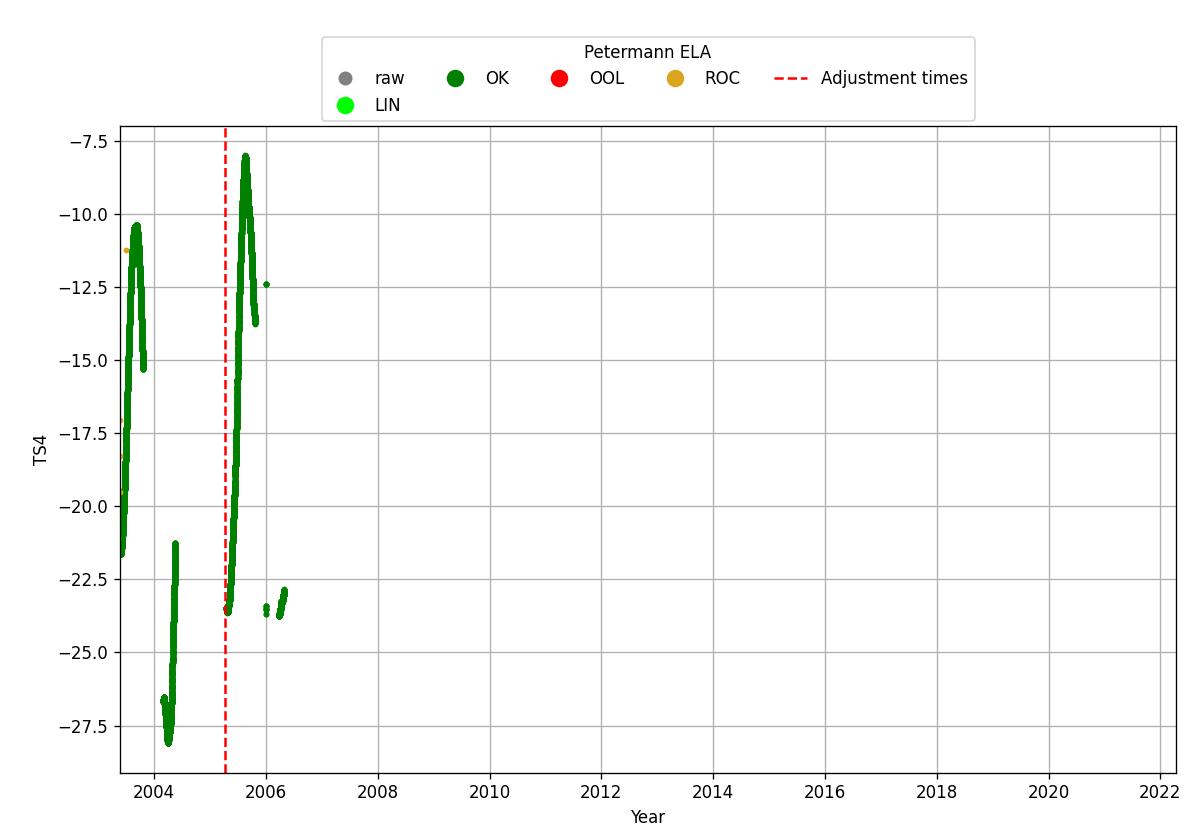 Petermann ELA
raw OK OOL ROC Adjustment times
LIN
−7.5
−10.0
−12.5
−15.0
−17.5
−20.0
−22.5
−25.0
−27.5
TS4
2004 2006 2008 2010 2012 2014 2016 2018 2020 2022
Year